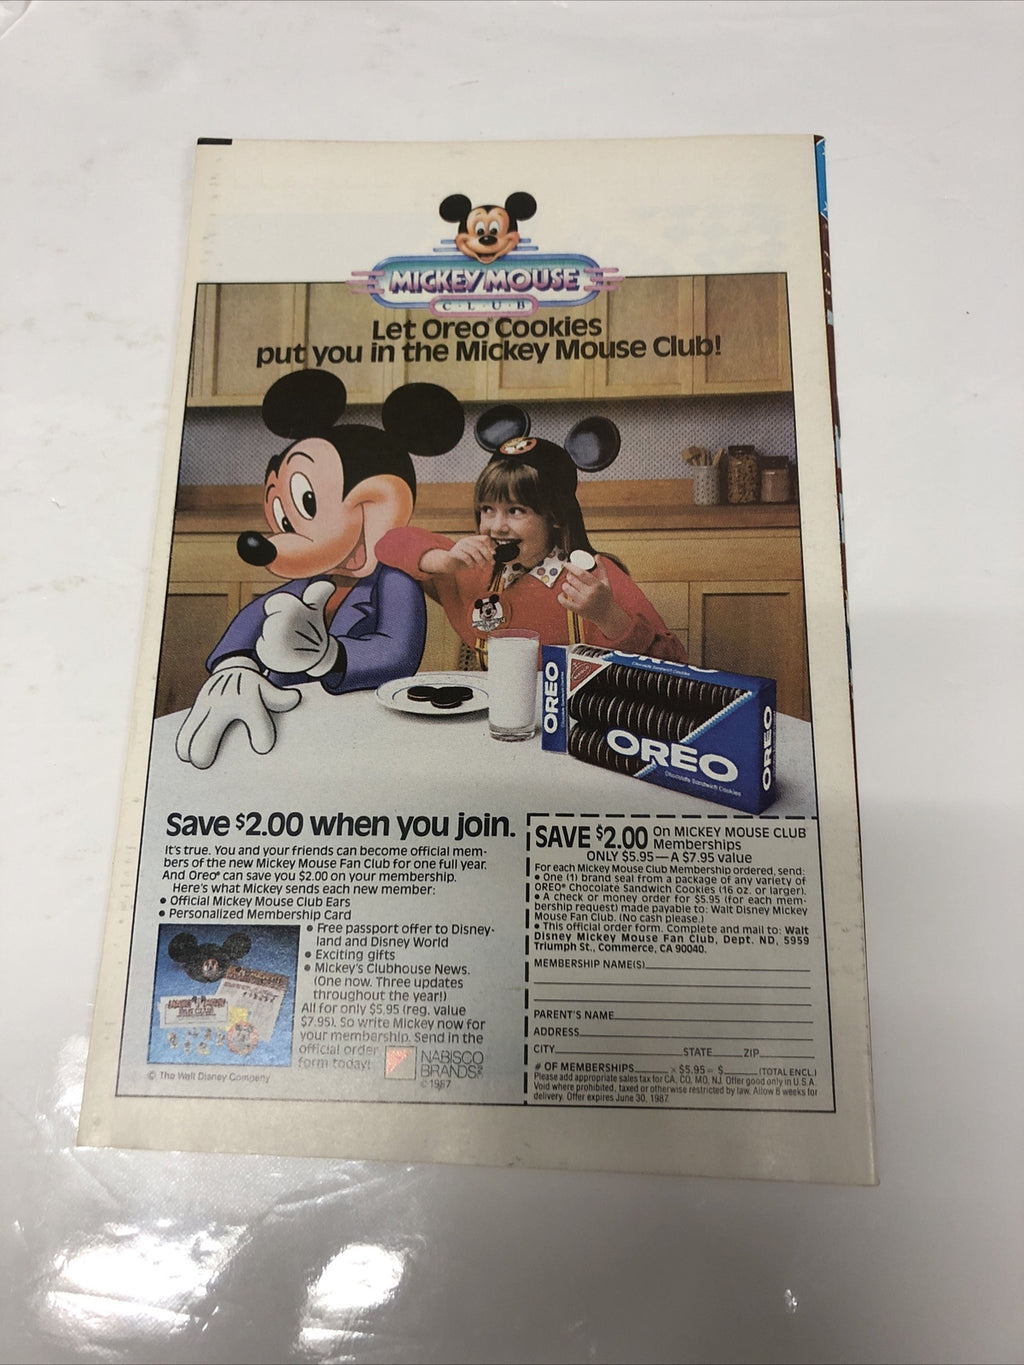 MICKEY MOUSE
C·L·U·B
Let Oreo Cookies
put you in the Mickey Mouse Club!
OREO
Chocolate Sandwich Cookies
OREO
Chocolate Sandwich Cookies
OREO
Save $2.00 when you join.
It's true. You and your friends can become official mem-
bers of the new Mickey Mouse Fan Club for one full year.
And Oreo® can save you $2.00 on your membership.
Here's what Mickey sends each new member:
• Official Mickey Mouse Club Ears
• Personalized Membership Card
• Free passport offer to Disney-
land and Disney World
• Exciting gifts
• Mickey's Clubhouse News.
(One now. Three updates
throughout the year!)
All for only $5.95 (reg. value
$7.95). So write Mickey now for
your membership. Send in the
official order
form today!
NABISCO
BRANDS INC
© 1987
© The Walt Disney Company
SAVE $2.00 On MICKEY MOUSE CLUB
Memberships
ONLY $5.95—A $7.95 value
For each Mickey Mouse Club Membership ordered, send:
• One (1) brand seal from a package of any variety of
OREO® Chocolate Sandwich Cookies (16 oz. or larger).
• A check or money order for $5.95 (for each mem-
bership request) made payable to: Walt Disney Mickey
Mouse Fan Club. (No cash please.)
• This official order form. Complete and mail to: Walt
Disney Mickey Mouse Fan Club, Dept. ND, 5959
Triumph St., Commerce, CA 90040.
MEMBERSHIP NAME(S)
PARENT'S NAME
ADDRESS
CITY STATE ZIP
# OF MEMBERSHIPS x $5.95 = $ (TOTAL ENCL.)
Please add appropriate sales tax for CA, CO, MO, NJ. Offer good only in U.S.A.
Void where prohibited, taxed or otherwise restricted by law. Allow 8 weeks for
delivery. Offer expires June 30, 1987.